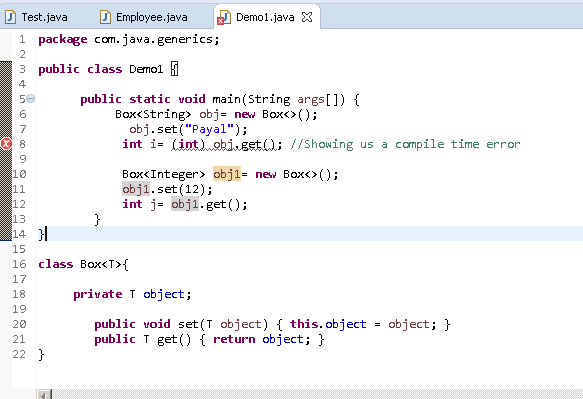 Test.java Employee.java Demo1.java
1 package com.java.generics;
2
3 public class Demo1 {
4
5 public static void main(String args[]) {
6 Box<String> obj= new Box<>();
7 obj.set("Payal");
8 int i= (int) obj.get(); //Showing us a compile time error
9
10 Box<Integer> obj1= new Box<>();
11 obj1.set(12);
12 int j= obj1.get();
13 }
14 }
15
16 class Box<T>{
17
18 private T object;
19
20 public void set(T object) { this.object = object; }
21 public T get() { return object; }
22 }